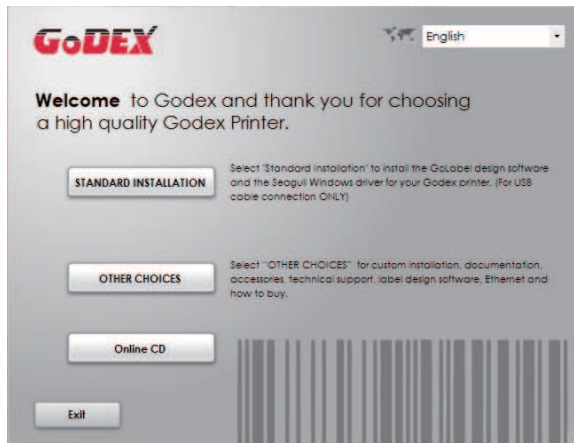 GoDEX
English
Welcome to Godex and thank you for choosing
a high quality Godex Printer.
STANDARD INSTALLATION
Select "Standard Installation" to install the GoLabel design software
and the Seagull Windows driver for your Godex printer. (For USB
cable connection ONLY)
OTHER CHOICES
Select "OTHER CHOICES" for custom installation, documentation,
accessories, technical support, label design software, Ethernet and
how to buy.
Online CD
Exit